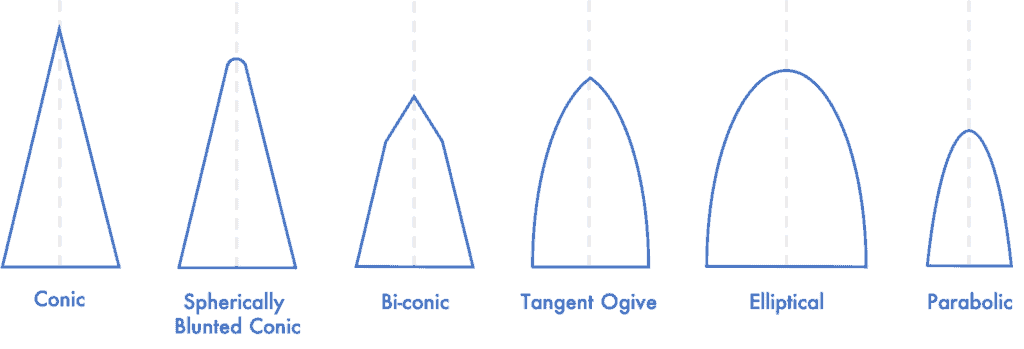 Conic
Spherically
Blunted Conic
Bi-conic
Tangent Ogive
Elliptical
Parabolic